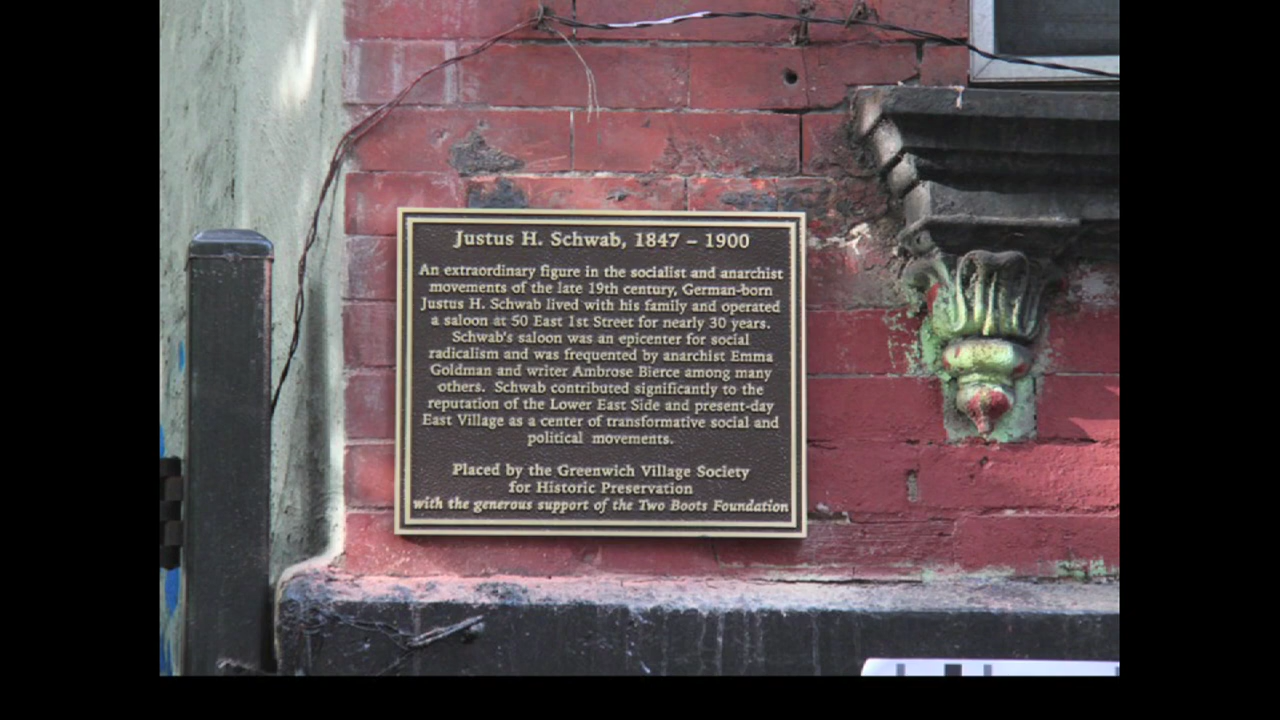 Justus H. Schwab, 1847 – 1900
An extraordinary figure in the socialist and anarchist
movements of the late 19th century, German-born
Justus H. Schwab lived with his family and operated
a saloon at 50 East 1st Street for nearly 30 years.
Schwab's saloon was an epicenter for social
radicalism and was frequented by anarchist Emma
Goldman and writer Ambrose Bierce among many
others. Schwab contributed significantly to the
reputation of the Lower East Side and present-day
East Village as a center of transformative social and
political movements.
Placed by the Greenwich Village Society
for Historic Preservation
with the generous support of the Two Boots Foundation